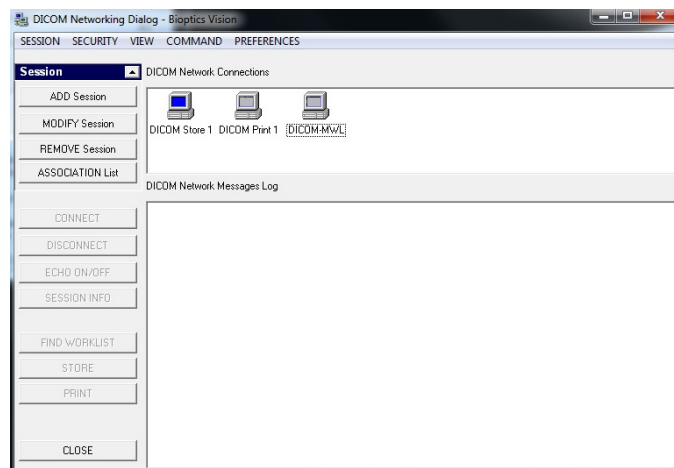 DICOM Networking Dialog - Bioptics Vision
SESSION SECURITY VIEW COMMAND PREFERENCES
Session
DICOM Network Connections
ADD Session
MODIFY Session
REMOVE Session
ASSOCIATION List
DICOM Store 1 DICOM Print 1 DICOM-MWL
DICOM Network Messages Log
CONNECT
DISCONNECT
ECHO ON/OFF
SESSION INFO
FIND WORKLIST
STORE
PRINT
CLOSE